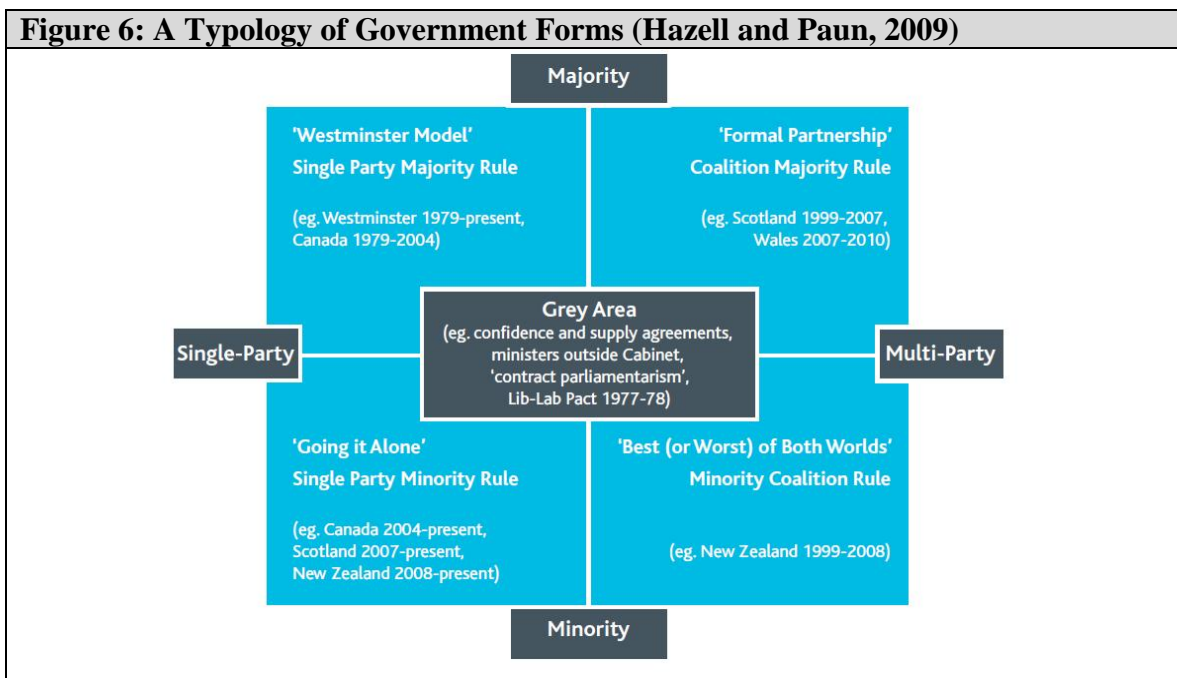 Figure 6: A Typology of Government Forms (Hazell and Paun, 2009)
Majority
'Westminster Model'
Single Party Majority Rule
(eg. Westminster 1979-present,
Canada 1979-2004)
'Formal Partnership'
Coalition Majority Rule
(eg. Scotland 1999-2007,
Wales 2007-2010)
Single-Party
Grey Area
(eg. confidence and supply agreements,
ministers outside Cabinet,
'contract parliamentarism',
Lib-Lab Pact 1977-78)
Multi-Party
'Going it Alone'
Single Party Minority Rule
(eg. Canada 2004-present,
Scotland 2007-present,
New Zealand 2008-present)
'Best (or Worst) of Both Worlds'
Minority Coalition Rule
(eg. New Zealand 1999-2008)
Minority